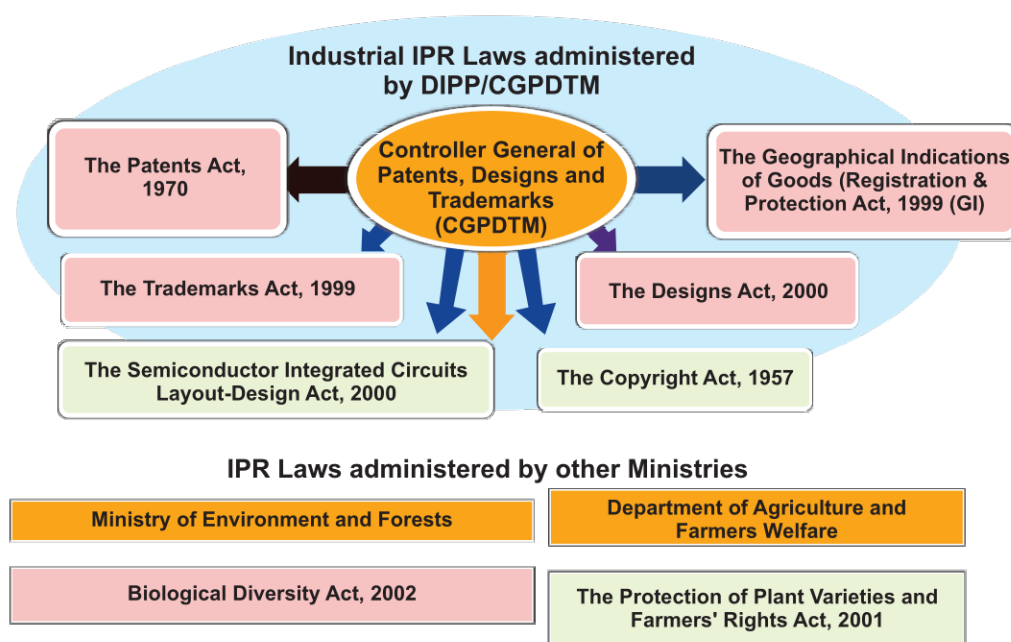 Industrial IPR Laws administered
by DIPP/CGPDTM
The Patents Act,
1970
Controller General of
Patents, Designs and
Trademarks
(CGPDTM)
The Geographical Indications
of Goods (Registration &
Protection Act, 1999 (GI)
The Trademarks Act, 1999
The Designs Act, 2000
The Semiconductor Integrated Circuits
Layout-Design Act, 2000
The Copyright Act, 1957
IPR Laws administered by other Ministries
Ministry of Environment and Forests
Department of Agriculture and
Farmers Welfare
Biological Diversity Act, 2002
The Protection of Plant Varieties and
Farmers' Rights Act, 2001